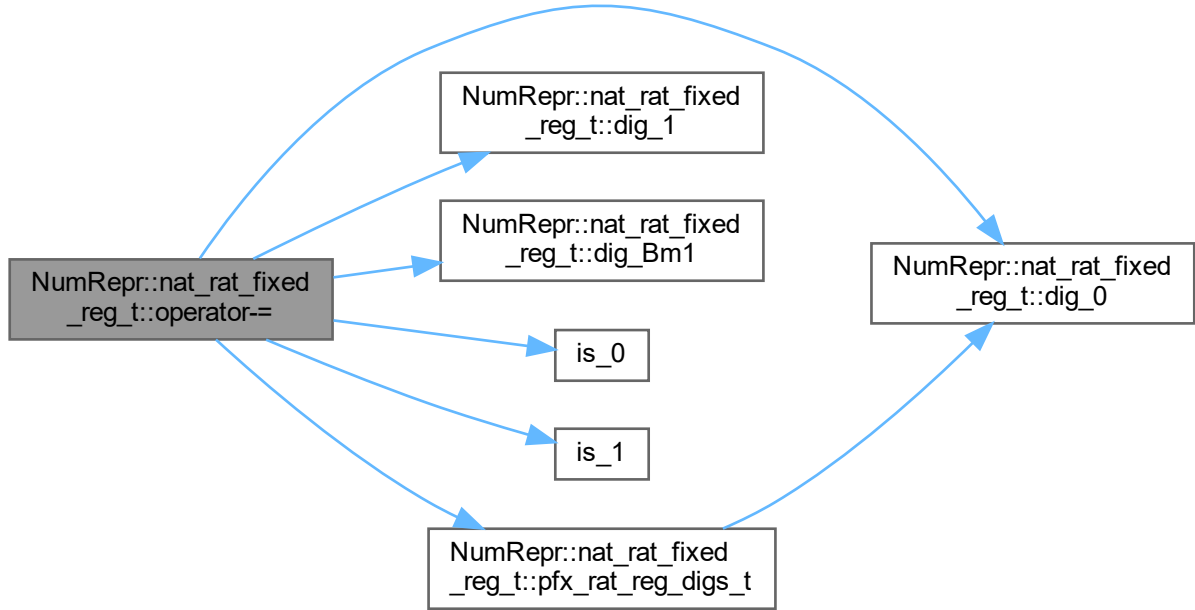 NumRepr::nat_rat_fixed
_reg_t::operator-=
NumRepr::nat_rat_fixed
_reg_t::dig_1
NumRepr::nat_rat_fixed
_reg_t::dig_Bm1
is_0
is_1
NumRepr::nat_rat_fixed
_reg_t::pfx_rat_reg_digs_t
NumRepr::nat_rat_fixed
_reg_t::dig_0